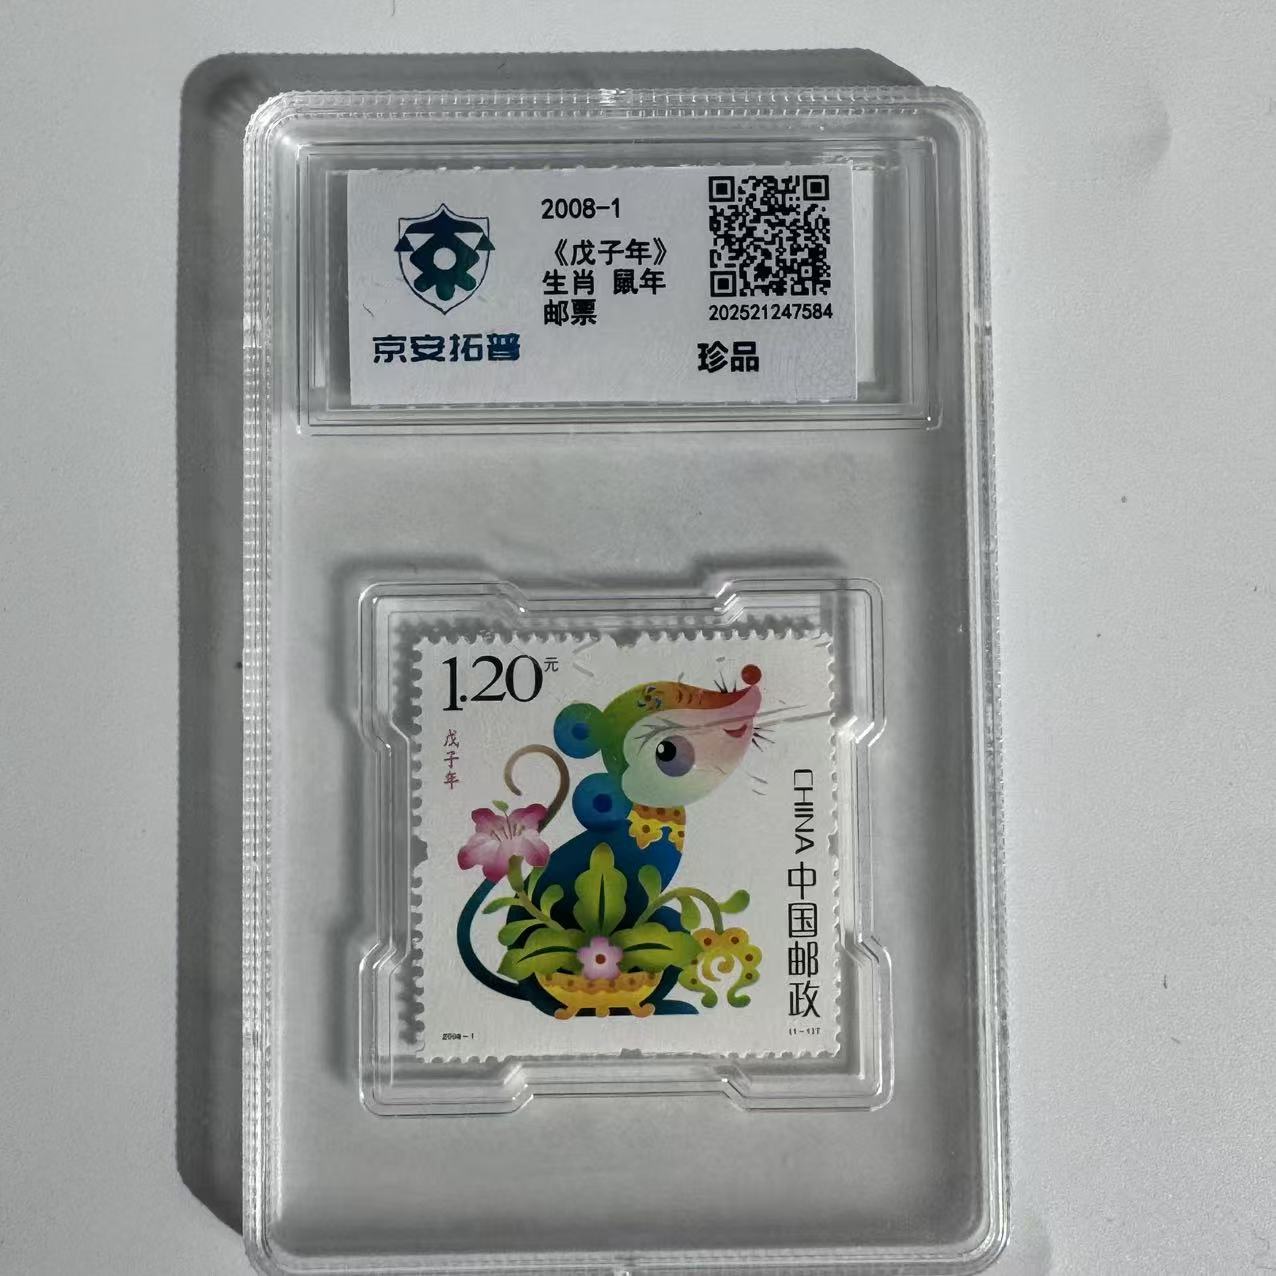 2008-1
《戊子年》
生肖 鼠年
邮票
202521247584
京安拓普
珍品
1.20元
戊子年
CHINA 中国邮政
2008-1
(1-1)T